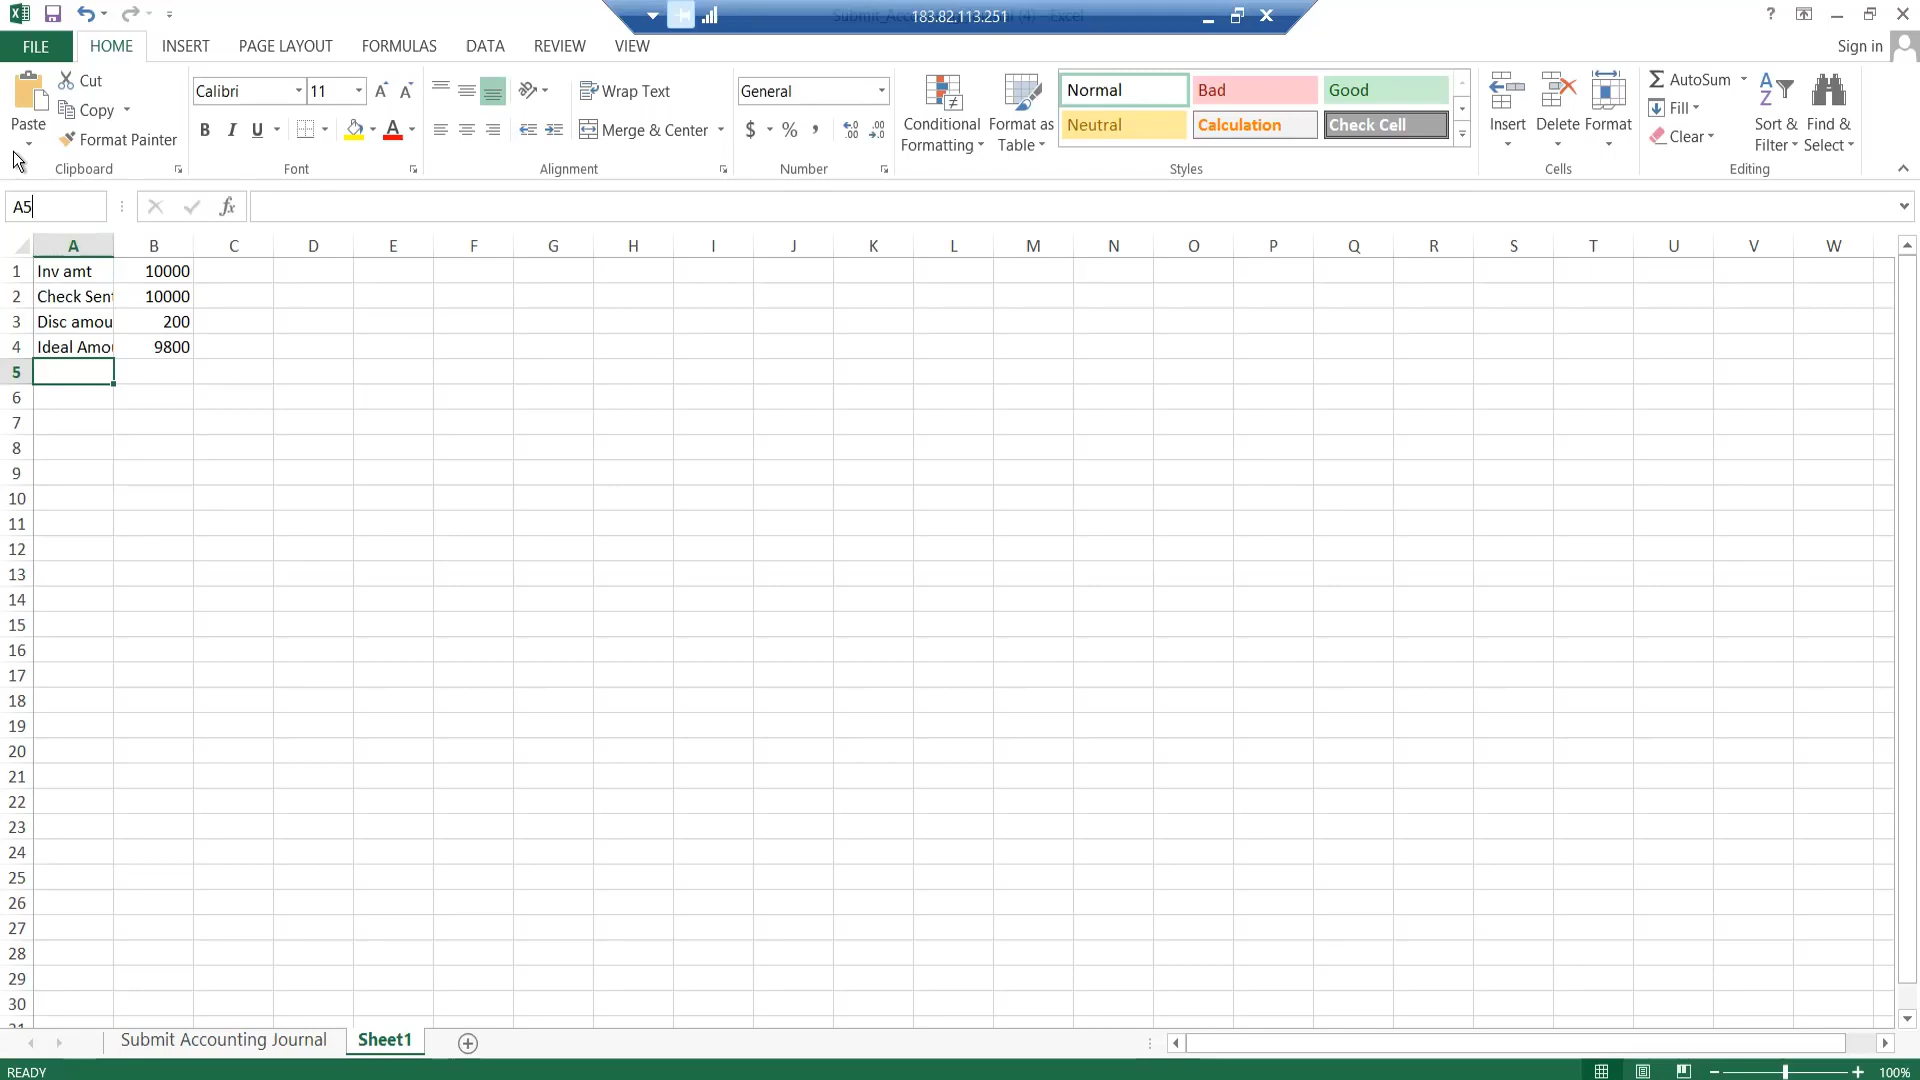 Submit_Acc (4) - Excel
183.82.113.251
FILE HOME INSERT PAGE LAYOUT FORMULAS DATA REVIEW VIEW Sign in
Paste
Cut
Copy
Format Painter
Clipboard
Calibri 11
B I U A
Font
Wrap Text
Merge & Center
Alignment
General
$ % ,
Number
Conditional Formatting
Format as Table
Normal Bad Good
Neutral Calculation Check Cell
Styles
Insert Delete Format
Cells
AutoSum
Fill
Clear
Sort & Filter
Find & Select
Editing
A5 fx
A B C D E F G H I J K L M N O P Q R S T U V W
1 Inv amt 10000
2 Check Sent 10000
3 Disc amou 200
4 Ideal Amou 9800
5
6
7
8
9
10
11
12
13
14
15
16
17
18
19
20
21
22
23
24
25
26
27
28
29
30
Submit Accounting Journal Sheet1
READY 100%